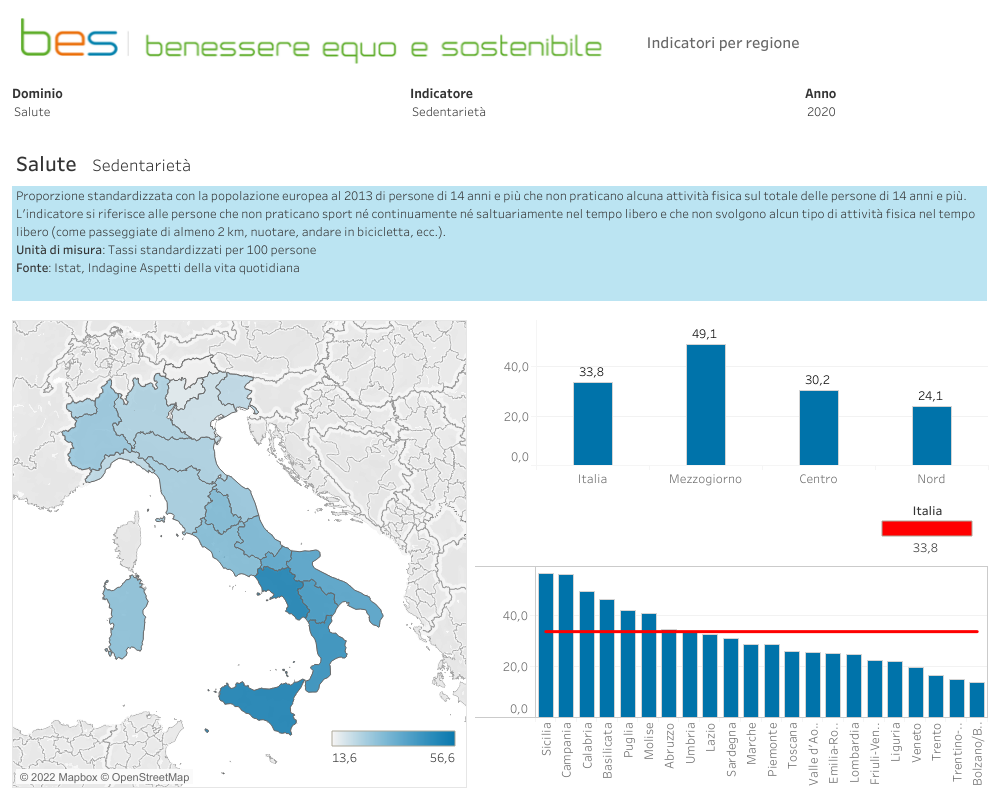 bes benessere equo e sostenibile Indicatori per regione
Dominio Indicatore Anno
Salute Sedentarietà 2020
Salute Sedentarietà
Proporzione standardizzata con la popolazione europea al 2013 di persone di 14 anni e più che non praticano alcuna attività fisica sul totale delle persone di 14 anni e più.
L'indicatore si riferisce alle persone che non praticano sport né continuamente né saltuariamente nel tempo libero e che non svolgono alcun tipo di attività fisica nel tempo
libero (come passeggiate di almeno 2 km, nuotare, andare in bicicletta, ecc.).
Unità di misura: Tassi standardizzati per 100 persone
Fonte: Istat, Indagine Aspetti della vita quotidiana
13,6 56,6
© 2022 Mapbox © OpenStreetMap
49,1
40,0
33,8
30,2
24,1
20,0
0,0
Italia Mezzogiorno Centro Nord
Italia
33,8
40,0
20,0
0,0
Sicilia
Campania
Calabria
Basilicata
Puglia
Molise
Abruzzo
Umbria
Lazio
Sardegna
Marche
Piemonte
Toscana
Valle d'Ao..
Emilia-Ro..
Lombardia
Friuli-Ven..
Liguria
Veneto
Trento
Trentino-..
Bolzano/B..